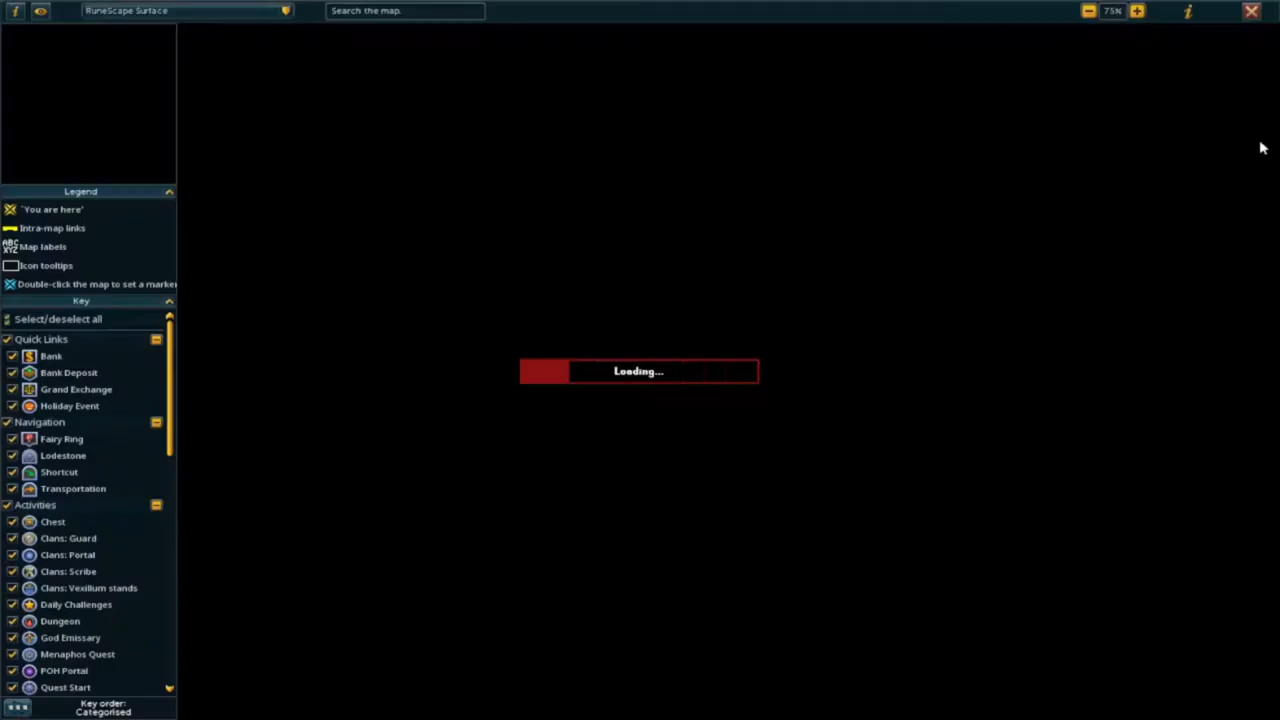 RuneScape Surface
Search the map.
75%
Legend
'You are here'
Intra-map links
ABC
XYZ
Map labels
Icon tooltips
Double-click the map to set a marker
Key
Select/deselect all
Quick Links
Bank
Bank Deposit
Grand Exchange
Holiday Event
Navigation
Fairy Ring
Lodestone
Shortcut
Transportation
Activities
Chest
Clans: Guard
Clans: Portal
Clans: Scribe
Clans: Vexillum stands
Daily Challenges
Dungeon
God Emissary
Menaphos Quest
POH Portal
Quest Start
Key order:
Categorised
Loading...